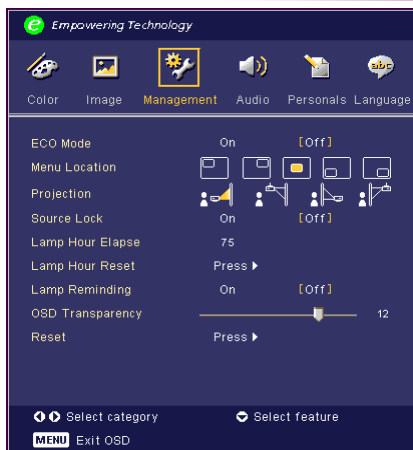 e Empowering Technology
abc
Color Image Management Audio Personals Language
ECO Mode On [Off]
Menu Location
Projection
Source Lock On [Off]
Lamp Hour Elapse 75
Lamp Hour Reset Press
Lamp Reminding On [Off]
OSD Transparency 12
Reset Press
Select category Select feature
MENU Exit OSD